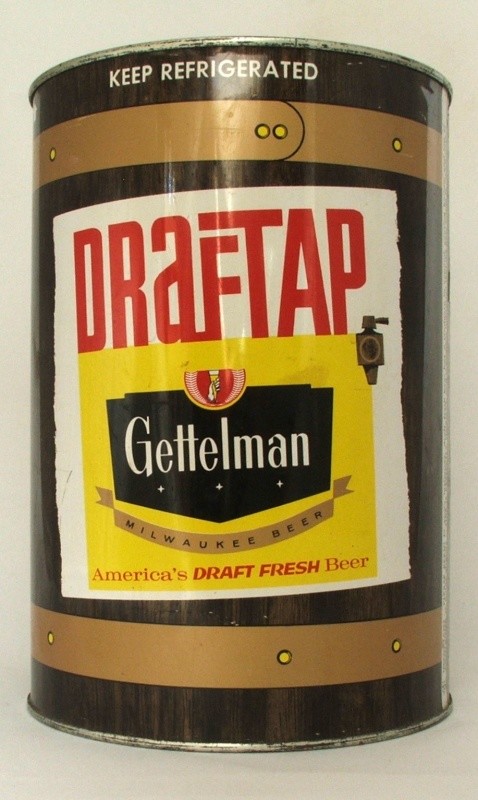 KEEP REFRIGERATED
DRaFTAP
Gettelman
MILWAUKEE BEER
America's DRAFT FRESH Beer